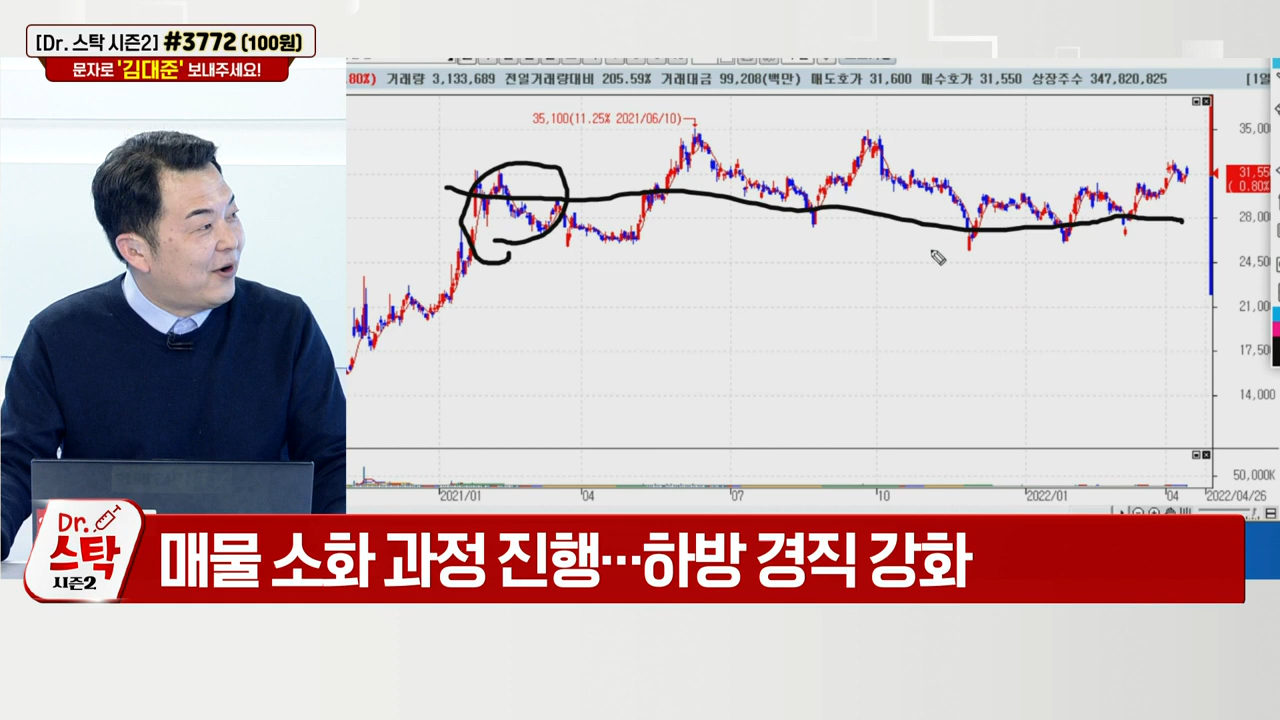 [Dr. 스탁 시즌2] #3772 (100원)
문자로 '김대준' 보내주세요!
.80%) 거래량 3,133,689 전일거래량대비 205.59% 거래대금 99,208(백만) 매도호가 31,600 매수호가 31,550 상장주수 347,820,825 [1일
35,100(11.25% 2021/06/10)
35,00
31,55
( 0.80%
28,00
24,50
21,00
17,50
14,000
50,000K
2021/01 04 07 10 2022/01 04 2022/04/26
Dr.
스탁
시즌2
매물 소화 과정 진행…하방 경직 강화